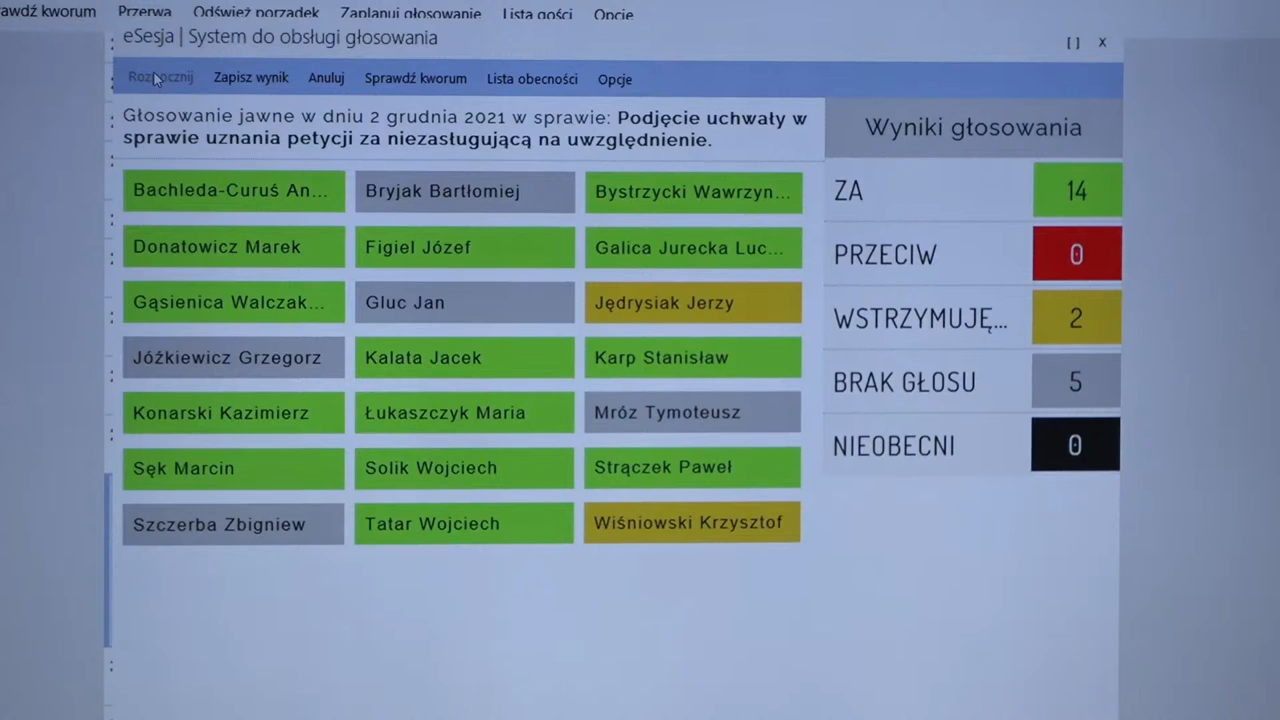 awdź kworum Przerwa Odśwież porządek Zaplanuj głosowanie Lista gości Opcje
eSesja | System do obsługi głosowania
[ ] X
Rozpocznij Zapisz wynik Anuluj Sprawdź kworum Lista obecności Opcje
Głosowanie jawne w dniu 2 grudnia 2021 w sprawie: Podjęcie uchwały w
sprawie uznania petycji za niezasługującą na uwzględnienie.
Wyniki głosowania
Bachleda-Curuś An... Bryjak Bartłomiej Bystrzycki Wawrzyn...
Donatowicz Marek Figiel Józef Galica Jurecka Luc...
Gąsienica Walczak... Gluc Jan Jędrysiak Jerzy
Jóźkiewicz Grzegorz Kalata Jacek Karp Stanisław
Konarski Kazimierz Łukaszczyk Maria Mróz Tymoteusz
Sęk Marcin Solik Wojciech Strączek Paweł
Szczerba Zbigniew Tatar Wojciech Wiśniowski Krzysztof
ZA 14
PRZECIW 0
WSTRZYMUJĘ... 2
BRAK GŁOSU 5
NIEOBECNI 0